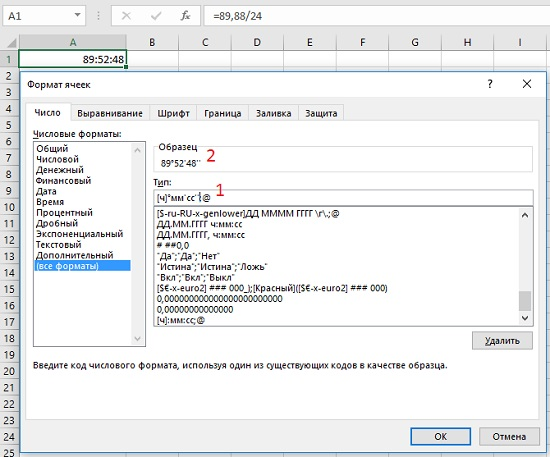 A1 =89,88/24
A B C D E F G H I
1 89:52:48
2
3
4
5
6
7
8
9
10
11
12
13
14
15
16
17
18
19
20
21
22
23
24
25
Формат ячеек ? ×
Число Выравнивание Шрифт Граница Заливка Защита
Числовые форматы:
Общий
Числовой
Денежный
Финансовый
Дата
Время
Процентный
Дробный
Экспоненциальный
Текстовый
Дополнительный
(все форматы)
Образец
89°52'48'' 2
Тип:
1
[ч]°мм'сс'';@
[$-ru-RU-x-genlower]ДД ММММ ГГГГ \г\.;@
ДД.ММ.ГГГГ ч:мм:сс
ДД.ММ.ГГГГ, ч:мм:сс
# ##0,0
"Да";"Да";"Нет"
"Истина";"Истина";"Ложь"
"Вкл";"Вкл";"Выкл"
[$€-x-euro2] ### 000_);[Красный]([$€-x-euro2] ### 000)
0,00000000000000000000000
0,00000000000000
[ч]:мм:сс;@
Удалить
Введите код числового формата, используя один из существующих кодов в качестве образца.
ОК Отмена